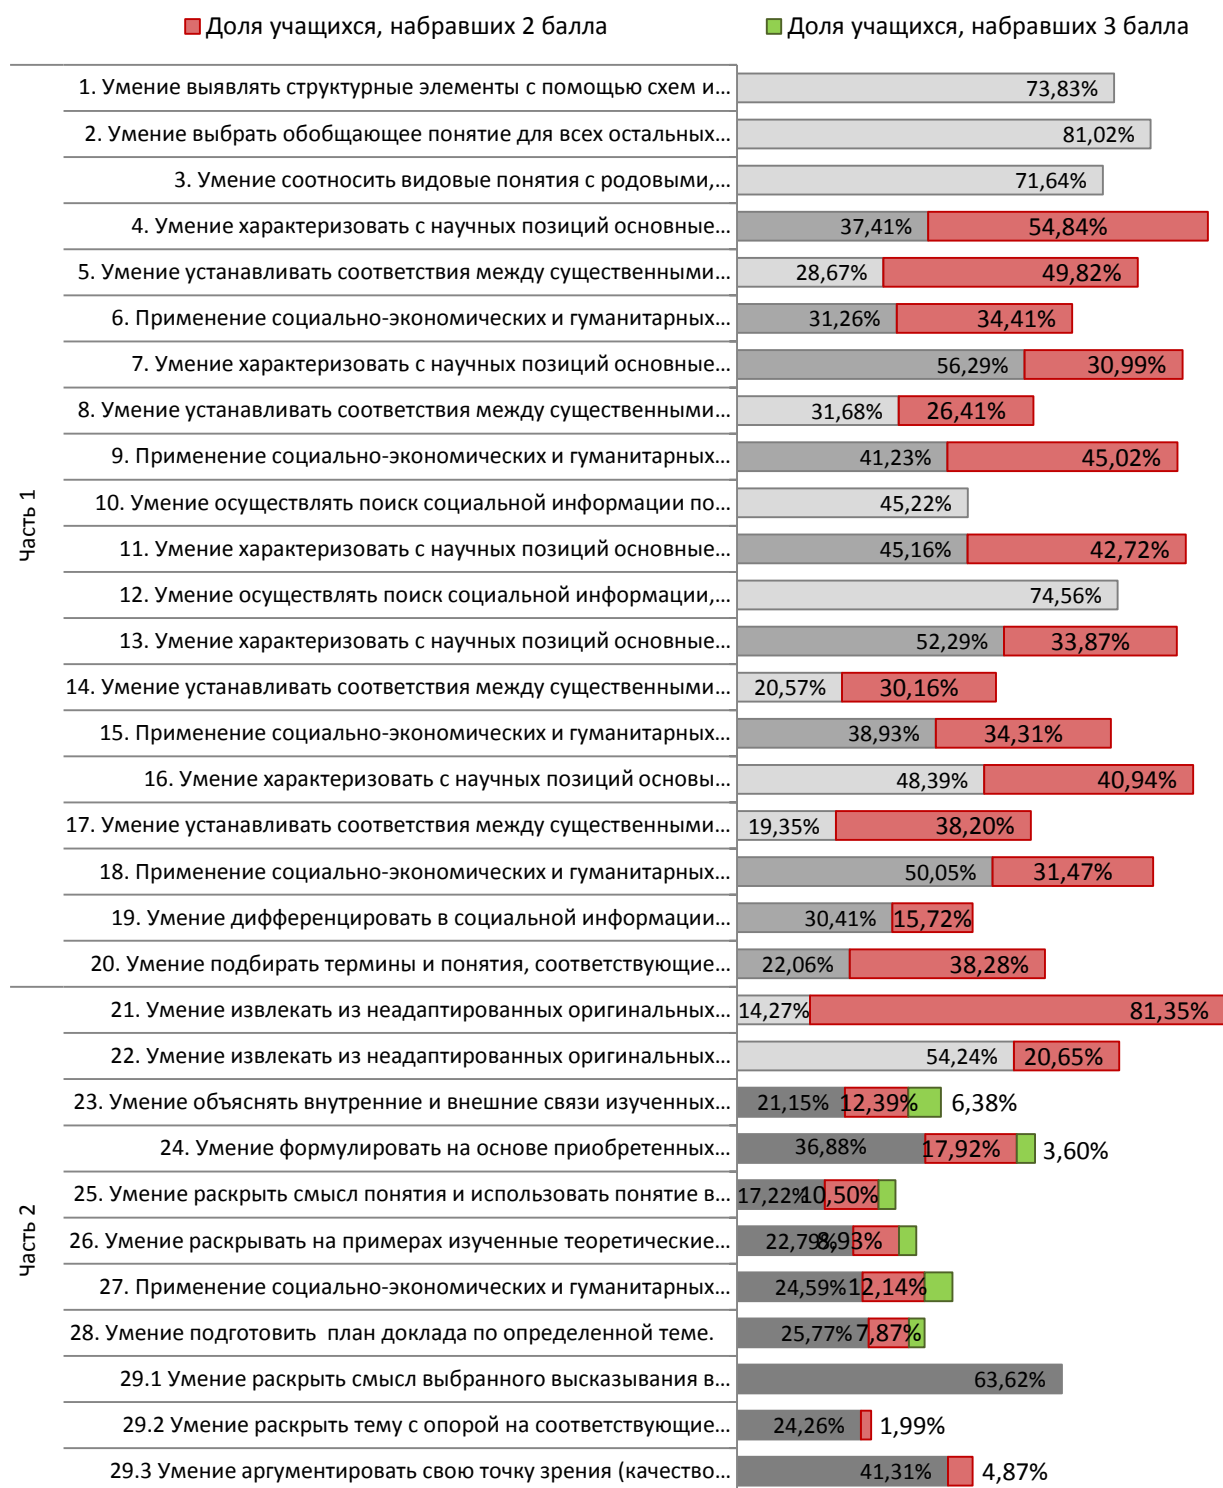 Доля учащихся, набравших 2 балла Доля учащихся, набравших 3 балла
Часть 1
1. Умение выявлять структурные элементы с помощью схем и... 73,83%
2. Умение выбрать обобщающее понятие для всех остальных... 81,02%
3. Умение соотносить видовые понятия с родовыми,... 71,64%
4. Умение характеризовать с научных позиций основные... 37,41% 54,84%
5. Умение устанавливать соответствия между существенными... 28,67% 49,82%
6. Применение социально-экономических и гуманитарных... 31,26% 34,41%
7. Умение характеризовать с научных позиций основные... 56,29% 30,99%
8. Умение устанавливать соответствия между существенными... 31,68% 26,41%
9. Применение социально-экономических и гуманитарных... 41,23% 45,02%
10. Умение осуществлять поиск социальной информации по... 45,22%
11. Умение характеризовать с научных позиций основные... 45,16% 42,72%
12. Умение осуществлять поиск социальной информации,... 74,56%
13. Умение характеризовать с научных позиций основные... 52,29% 33,87%
14. Умение устанавливать соответствия между существенными... 20,57% 30,16%
15. Применение социально-экономических и гуманитарных... 38,93% 34,31%
16. Умение характеризовать с научных позиций основы... 48,39% 40,94%
17. Умение устанавливать соответствия между существенными... 19,35% 38,20%
18. Применение социально-экономических и гуманитарных... 50,05% 31,47%
19. Умение дифференцировать в социальной информации... 30,41% 15,72%
20. Умение подбирать термины и понятия, соответствующие... 22,06% 38,28%
Часть 2
21. Умение извлекать из неадаптированных оригинальных... 14,27% 81,35%
22. Умение извлекать из неадаптированных оригинальных... 54,24% 20,65%
23. Умение объяснять внутренние и внешние связи изученных... 21,15% 12,39% 6,38%
24. Умение формулировать на основе приобретенных... 36,88% 17,92% 3,60%
25. Умение раскрыть смысл понятия и использовать понятие в... 17,22% 10,50%
26. Умение раскрывать на примерах изученные теоретические... 22,79% 8,93%
27. Применение социально-экономических и гуманитарных... 24,59% 12,14%
28. Умение подготовить план доклада по определенной теме. 25,77% 7,87%
29.1 Умение раскрыть смысл выбранного высказывания в... 63,62%
29.2 Умение раскрыть тему с опорой на соответствующие... 24,26% 1,99%
29.3 Умение аргументировать свою точку зрения (качество... 41,31% 4,87%